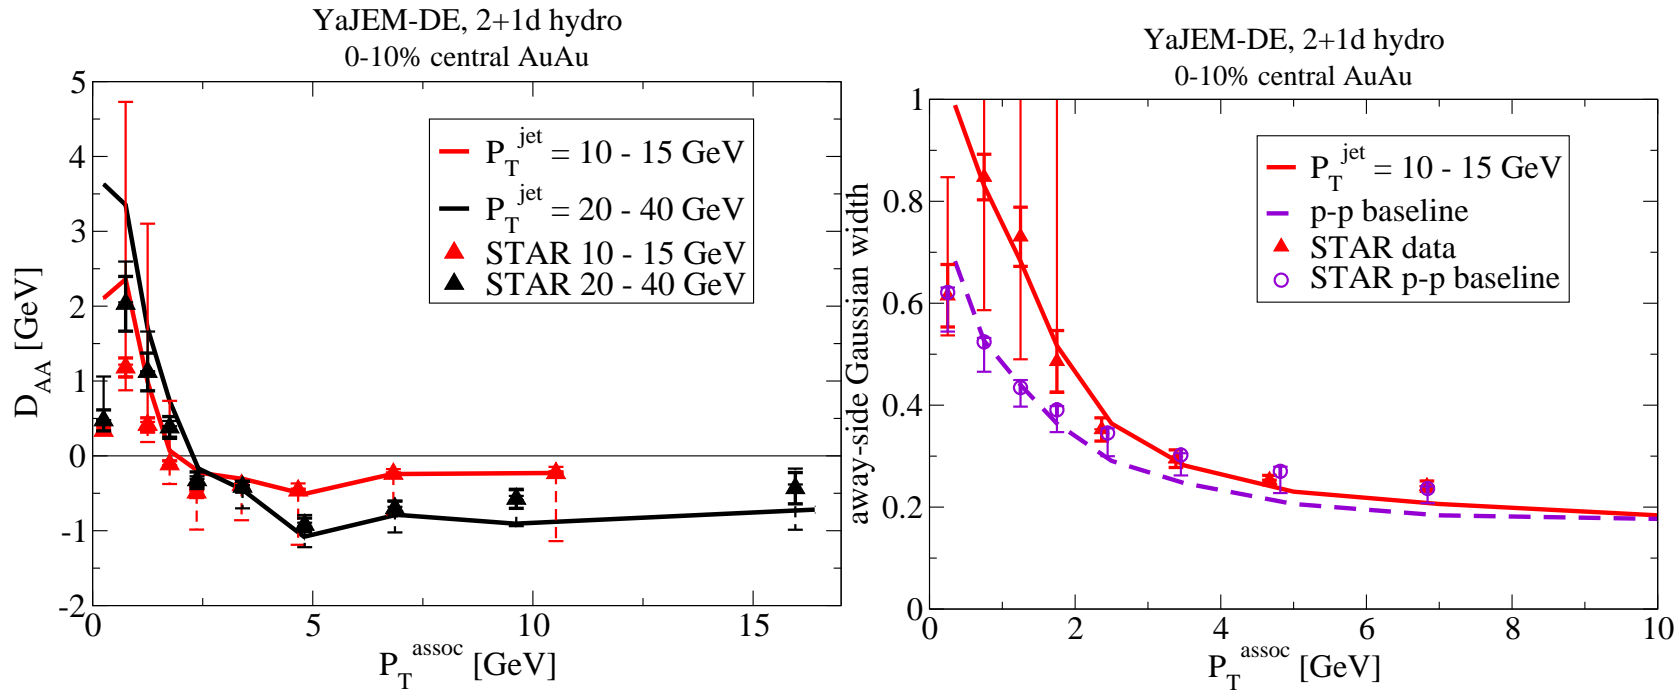 YaJEM-DE, 2+1d hydro
0-10% central AuAu
D_AA [GeV]
5
4
3
2
1
0
-1
-2
0 5 10 15
P_T^assoc [GeV]
P_T^jet = 10 - 15 GeV
P_T^jet = 20 - 40 GeV
STAR 10 - 15 GeV
STAR 20 - 40 GeV
YaJEM-DE, 2+1d hydro
0-10% central AuAu
away-side Gaussian width
1
0.8
0.6
0.4
0.2
0
0 2 4 6 8 10
P_T^assoc [GeV]
P_T^jet = 10 - 15 GeV
p-p baseline
STAR data
STAR p-p baseline